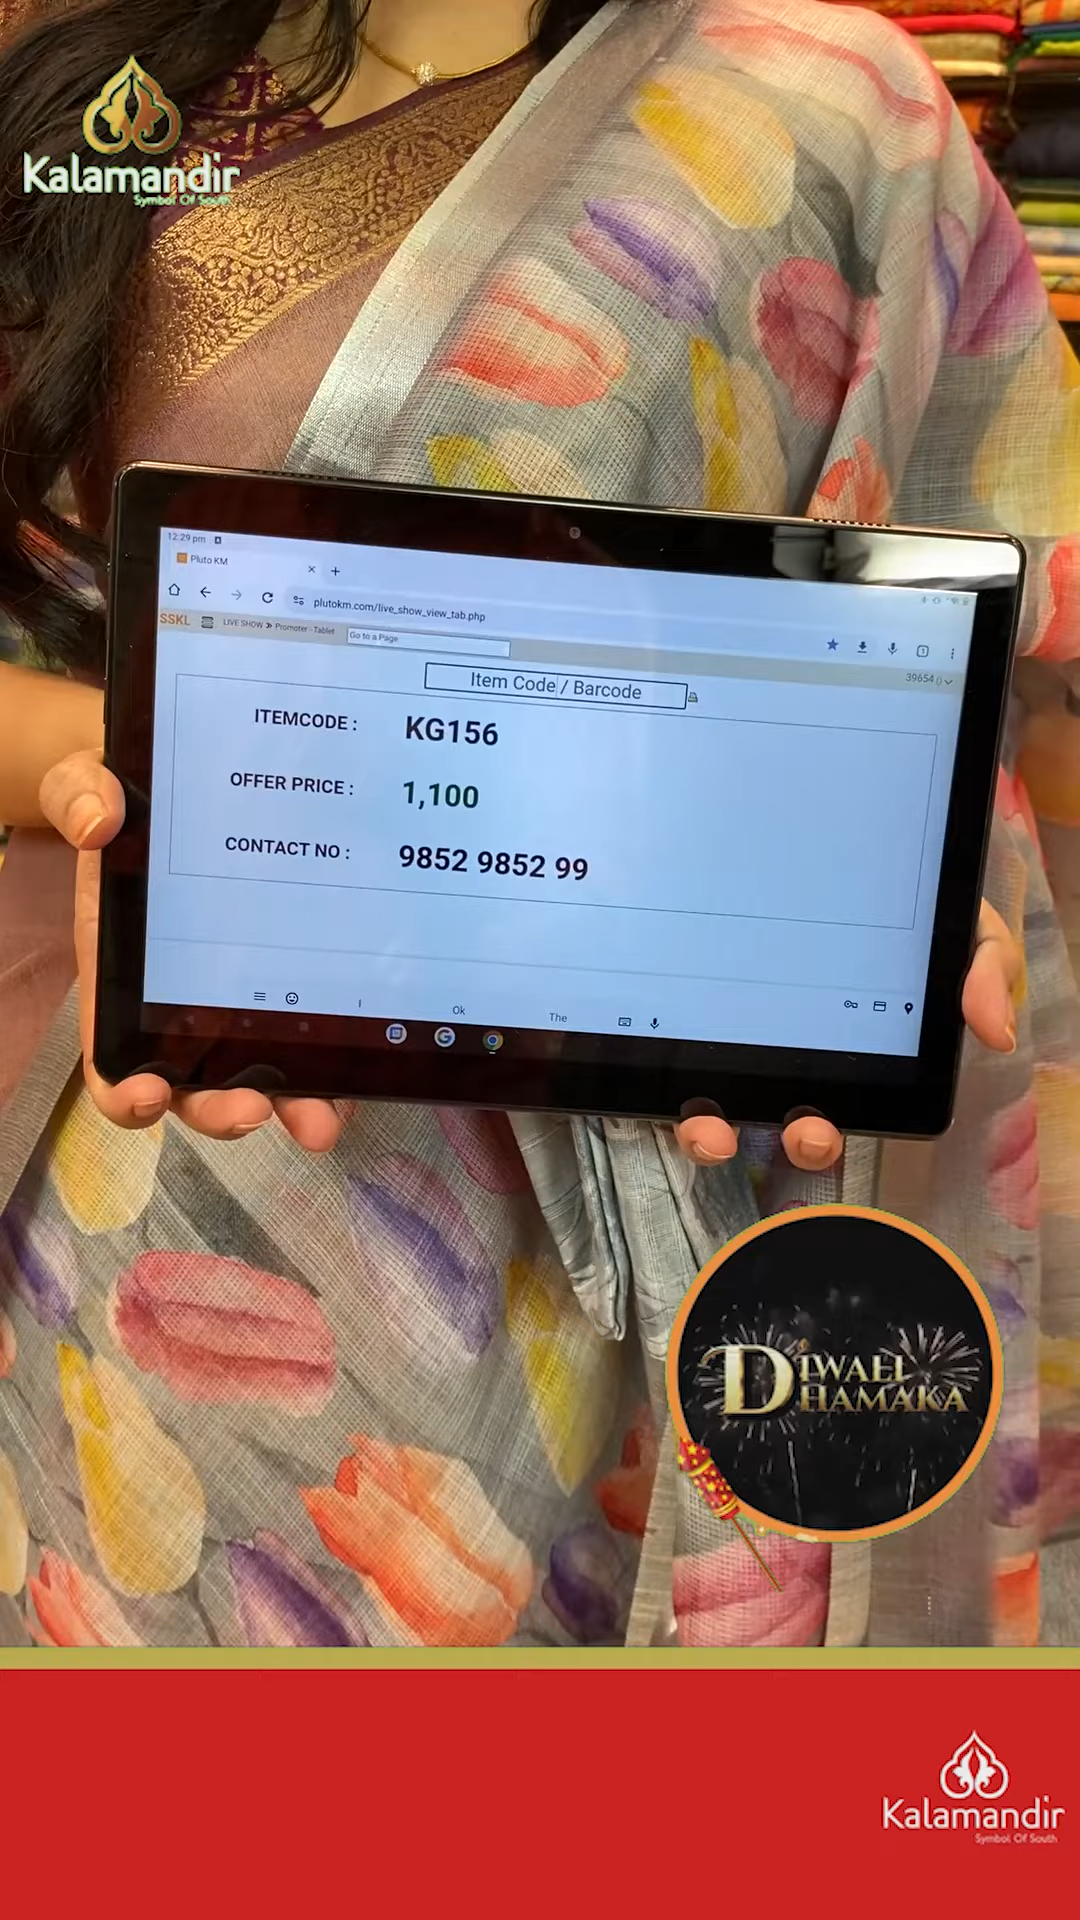 Kalamandir
Symbol Of South
12:29 pm
Pluto KM
plutokm.com/live_show_view_tab.php
SSKL
LIVE SHOW » Promoter - Tablet
Go to a Page
39654 ()
Item Code / Barcode
ITEMCODE : KG156
OFFER PRICE : 1,100
CONTACT NO : 9852 9852 99
I
Ok
The
DIWALI
DHAMAKA
Kalamandir
Symbol Of South